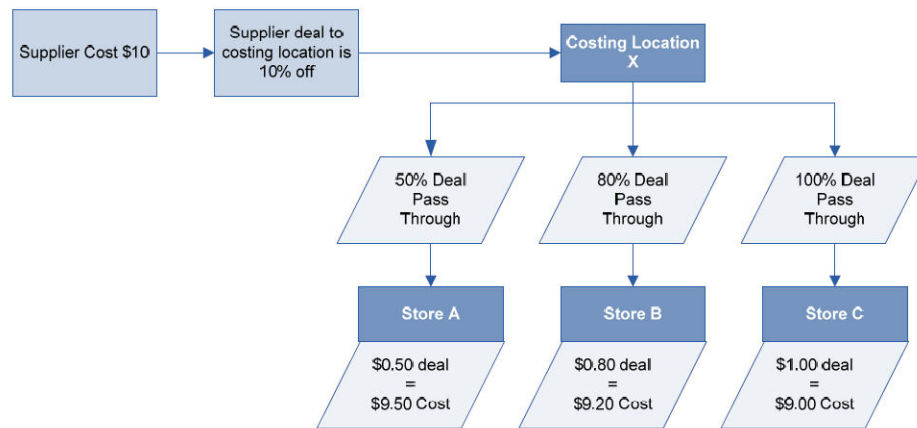 Supplier Cost $10
Supplier deal to
costing location is
10% off
Costing Location
X
50% Deal
Pass
Through
80% Deal
Pass
Through
100% Deal
Pass
Through
Store A
Store B
Store C
$0.50 deal
=
$9.50 Cost
$0.80 deal
=
$9.20 Cost
$1.00 deal
=
$9.00 Cost